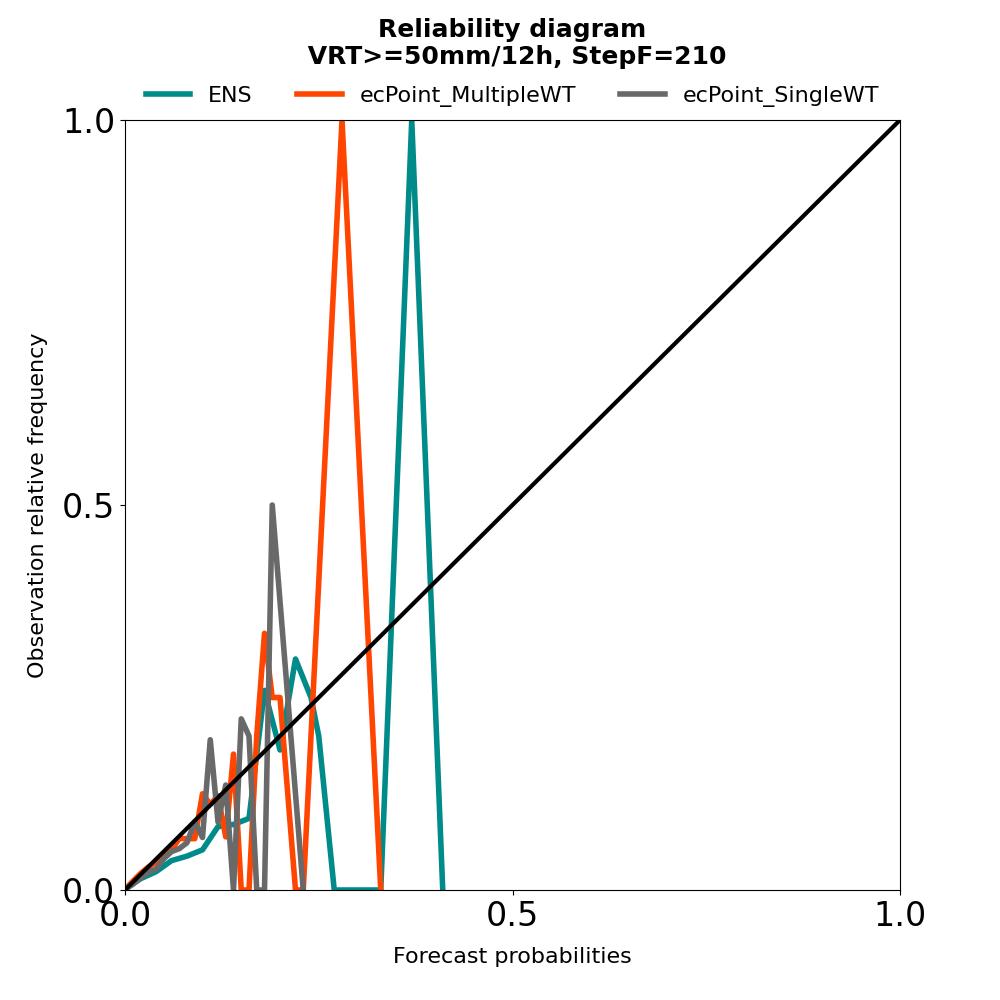 Reliability diagram
VRT>=50mm/12h, StepF=210
ENS ecPoint_MultipleWT ecPoint_SingleWT
1.0
0.5
0.0
0.0 0.5 1.0
Observation relative frequency
Forecast probabilities